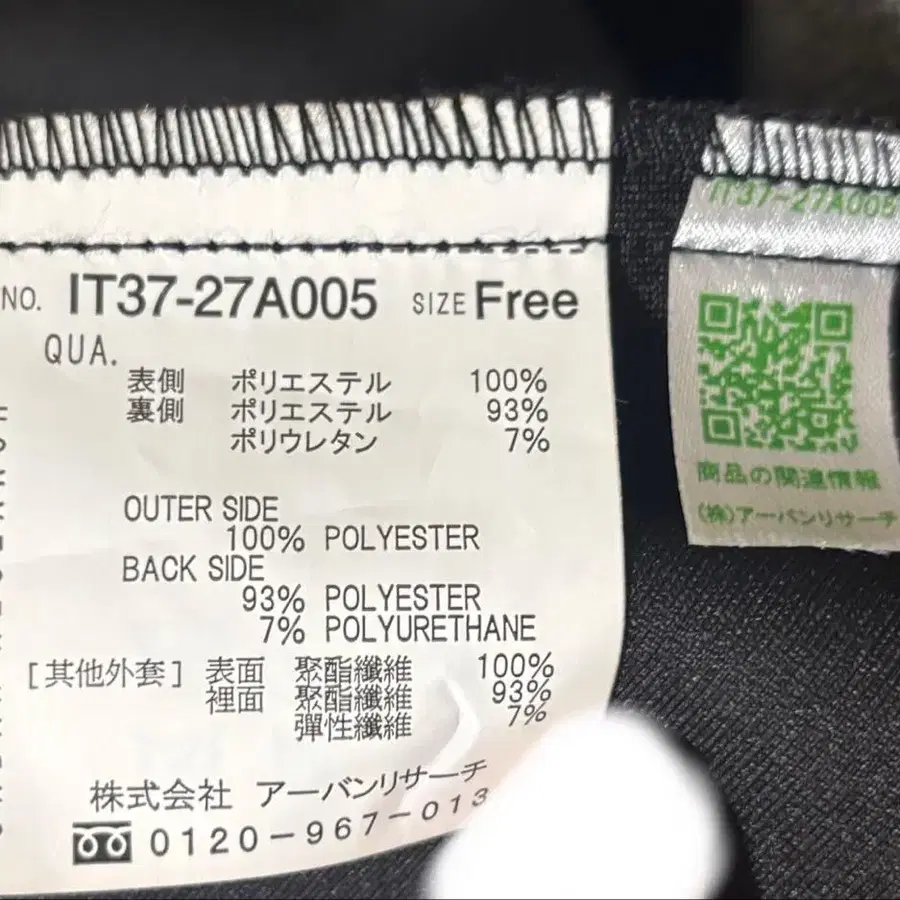 NO. IT37-27A005 SIZE Free
QUA.
表側 ポリエステル 100%
裏側 ポリエステル 93%
ポリウレタン 7%
OUTER SIDE
100% POLYESTER
BACK SIDE
93% POLYESTER
7% POLYURETHANE
[其他外套] 表面 聚酯纖維 100%
裡面 聚酯纖維 93%
彈性纖維 7%
株式会社 アーバンリサーチ
0120-967-013
IT37-27A005
商品の関連情報
(株)アーバンリサーチ